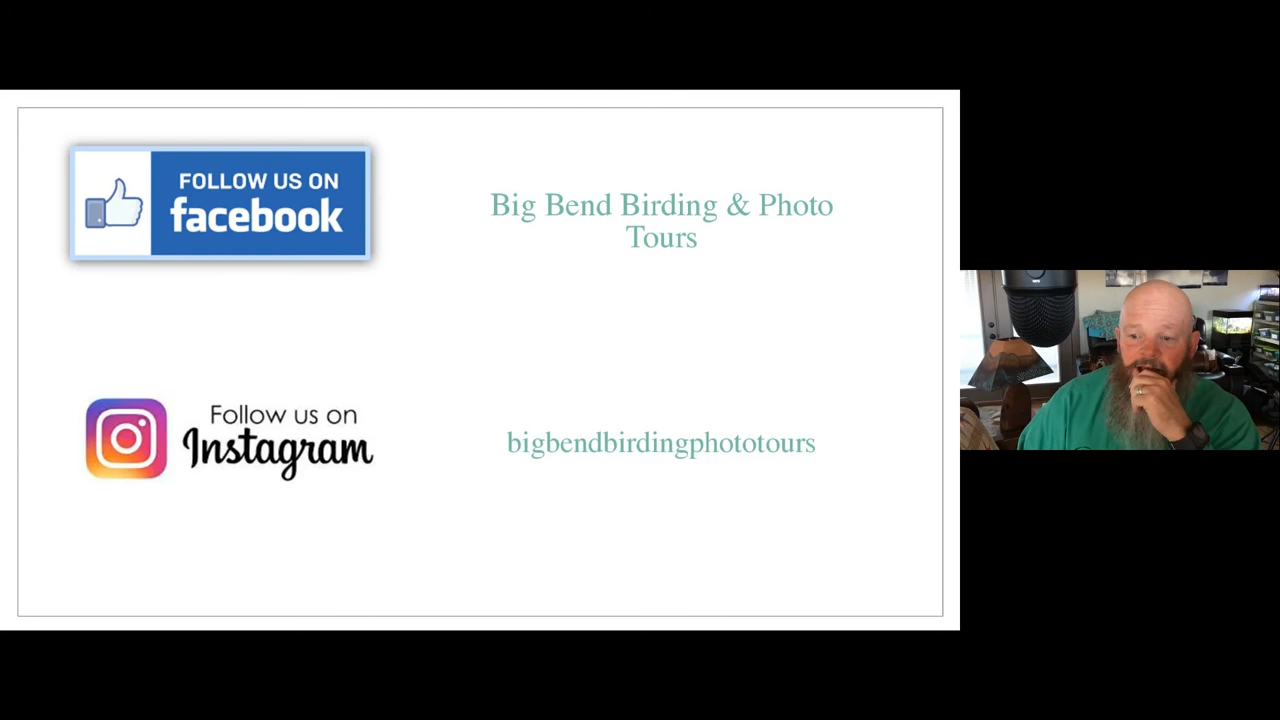 FOLLOW US ON
facebook
Big Bend Birding & Photo
Tours
Follow us on
Instagram
bigbendbirdingphototours